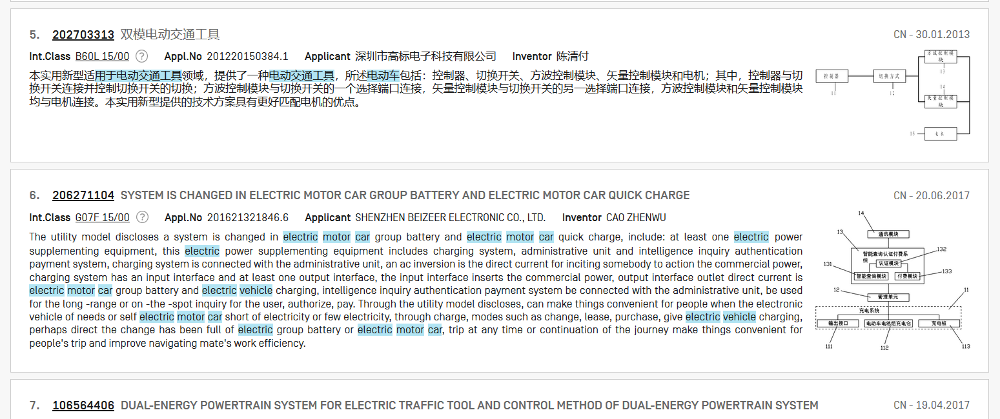 5. 202703313 双模电动交通工具
CN - 30.01.2013
Int.Class B60L 15/00 ? Appl.No 201220150384.1 Applicant 深圳市高标电子科技有限公司 Inventor 陈清付
本实用新型适用于电动交通工具领域，提供了一种电动交通工具，所述电动车包括：控制器、切换开关、方波控制模块、矢量控制模块和电机；其中，控制器与切
换开关连接并控制切换开关的切换；方波控制模块与切换开关的一个选择端口连接，矢量控制模块与切换开关的另一选择端口连接，方波控制模块和矢量控制模块
均与电机连接。本实用新型提供的技术方案具有更好匹配电机的优点。
方波控制模
块
13
控制器
11
切换方式
12
14
矢量控制模
块
15
电机
6. 206271104 SYSTEM IS CHANGED IN ELECTRIC MOTOR CAR GROUP BATTERY AND ELECTRIC MOTOR CAR QUICK CHARGE
CN - 20.06.2017
Int.Class G07F 15/00 ? Appl.No 201621321846.6 Applicant SHENZHEN BEIZEER ELECTRONIC CO., LTD. Inventor CAO ZHENWU
The utility model discloses a system is changed in electric motor car group battery and electric motor car quick charge, include: at least one electric power
supplementing equipment, this electric power supplementing equipment includes charging system, administrative unit and intelligence inquiry authentication
payment system, charging system is connected with the administrative unit, an ac inversion is the direct current for inciting somebody to action the commercial power,
charging system has an input interface and at least one output interface, the input interface inserts the commercial power, output interface outlet direct current is
electric motor car group battery and electric vehicle charging, intelligence inquiry authentication payment system be connected with the administrative unit, be used
for the long -range or on -the -spot inquiry for the user, authorize, pay. Through the utility model discloses, can make things convenient for people when the electronic
vehicle of needs or self electric motor car short of electricity or few electricity, through charge, modes such as change, lease, purchase, give electric vehicle charging,
perhaps direct the change has been full of electric group battery or electric motor car, trip at any time or continuation of the journey make things convenient for
people's trip and improve navigating mate's work efficiency.
14
通讯模块
13
智能查询认证付费系
统
132
认证模块
131
智能查询模块
付费模块
133
12
管理单元
11
充电系统
输出接口
电动车电池组充电仓
充电桩
111
112
113
7. 106564406 DUAL-ENERGY POWERTRAIN SYSTEM FOR ELECTRIC TRAFFIC TOOL AND CONTROL METHOD OF DUAL-ENERGY POWERTRAIN SYSTEM
CN - 19.04.2017